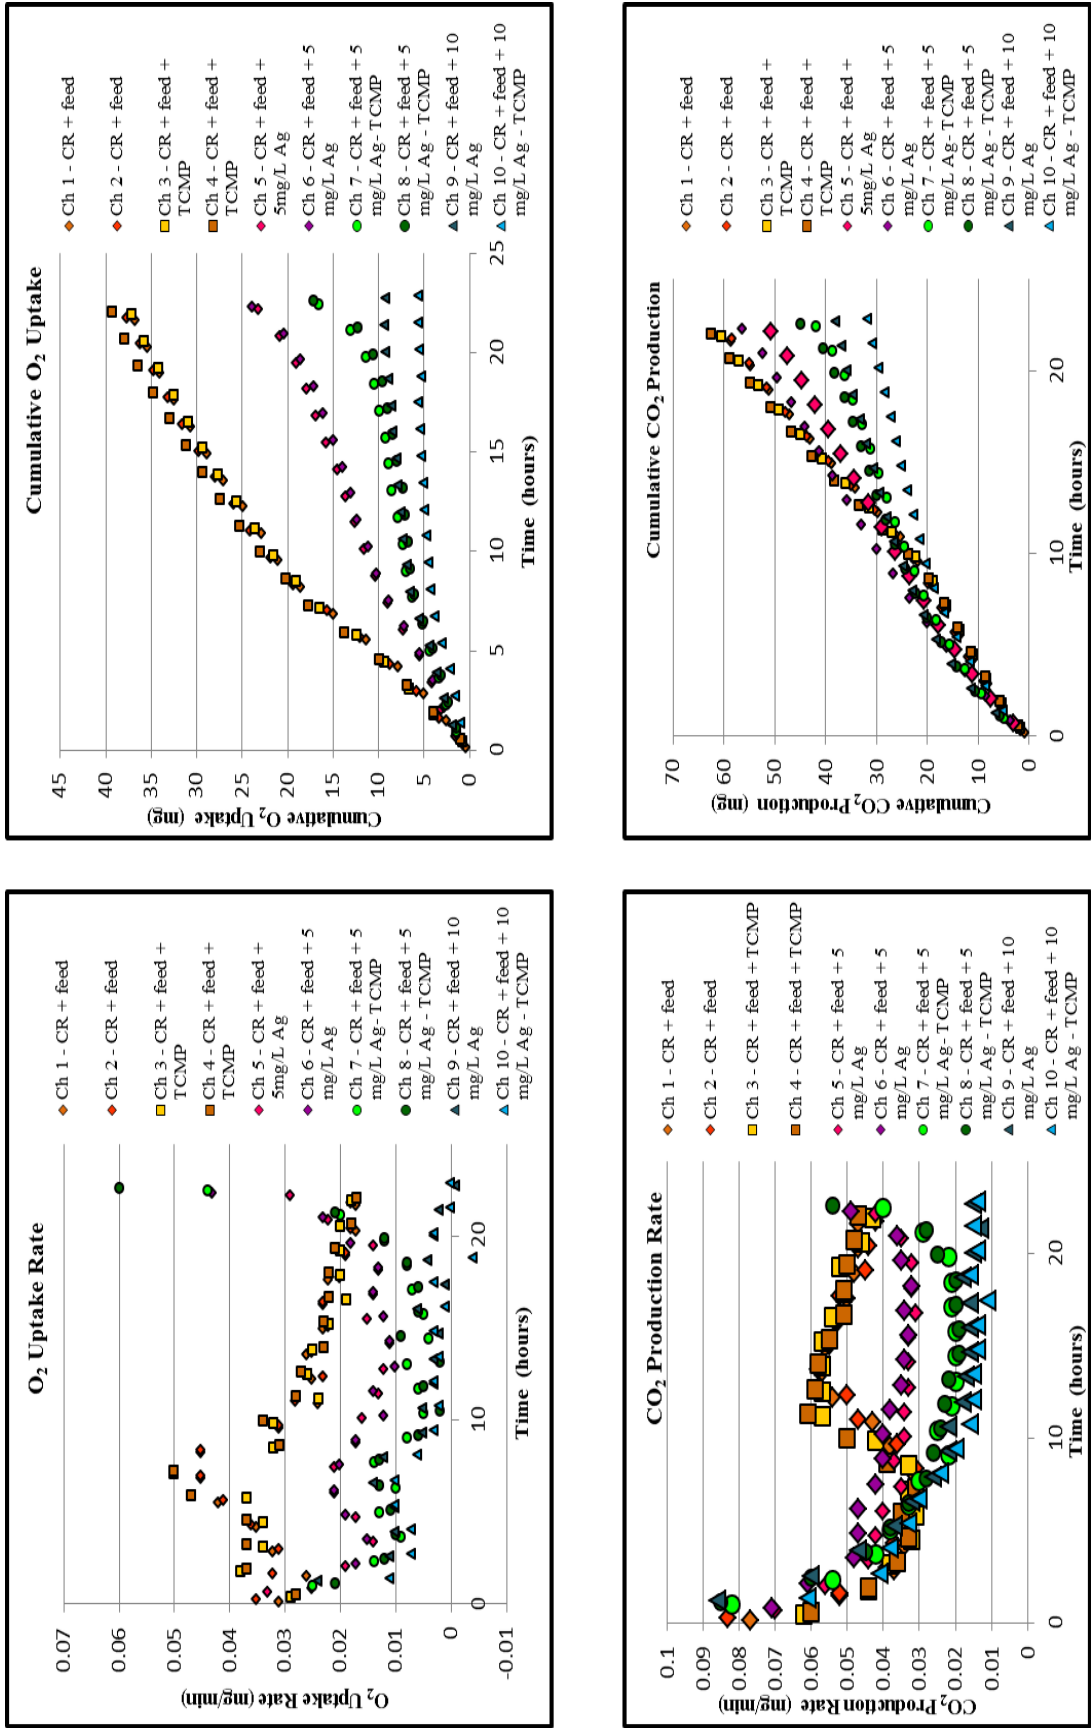 O₂ Uptake Rate
O₂ Uptake Rate (mg/min)
0.07
0.06
0.05
0.04
0.03
0.02
0.01
0
-0.01
0
10
20
Time (hours)
Ch 1 - CR + feed
Ch 2 - CR + feed
Ch 3 - CR + feed +
TCMP
Ch 4 - CR + feed +
TCMP
Ch 5 - CR + feed +
5mg/L Ag
Ch 6 - CR + feed + 5
mg/L Ag
Ch 7 - CR + feed + 5
mg/L Ag - TCMP
Ch 8 - CR + feed + 5
mg/L Ag - TCMP
Ch 9 - CR + feed + 10
mg/L Ag
Ch 10 - CR + feed + 10
mg/L Ag - TCMP
Cumulative O₂ Uptake
Cumulative O₂ Uptake (mg)
45
40
35
30
25
20
15
10
5
0
0
5
10
15
20
25
Time (hours)
Ch 1 - CR + feed
Ch 2 - CR + feed
Ch 3 - CR + feed +
TCMP
Ch 4 - CR + feed +
TCMP
Ch 5 - CR + feed +
5mg/L Ag
Ch 6 - CR + feed + 5
mg/L Ag
Ch 7 - CR + feed + 5
mg/L Ag - TCMP
Ch 8 - CR + feed + 5
mg/L Ag - TCMP
Ch 9 - CR + feed + 10
mg/L Ag
Ch 10 - CR + feed + 10
mg/L Ag - TCMP
CO₂ Production Rate
CO₂ Production Rate (mg/min)
0.1
0.09
0.08
0.07
0.06
0.05
0.04
0.03
0.02
0.01
0
0
10
20
Time (hours)
Ch 1 - CR + feed
Ch 2 - CR + feed
Ch 3 - CR + feed +TCMP
Ch 4 - CR + feed +TCMP
Ch 5 - CR + feed + 5
mg/L Ag
Ch 6 - CR + feed + 5
mg/L Ag
Ch 7 - CR + feed + 5
mg/L Ag - TCMP
Ch 8 - CR + feed + 5
mg/L Ag - TCMP
Ch 9 - CR + feed + 10
mg/L Ag
Ch 10 - CR + feed + 10
mg/L Ag - TCMP
Cumulative CO₂ Production
Cumulative CO₂ Production (mg)
70
60
50
40
30
20
10
0
0
10
20
Time (hours)
Ch 1 - CR + feed
Ch 2 - CR + feed
Ch 3 - CR + feed +
TCMP
Ch 4 - CR + feed +
TCMP
Ch 5 - CR + feed +
5mg/L Ag
Ch 6 - CR + feed + 5
mg/L Ag
Ch 7 - CR + feed + 5
mg/L Ag - TCMP
Ch 8 - CR + feed + 5
mg/L Ag - TCMP
Ch 9 - CR + feed + 10
mg/L Ag
Ch 10 - CR + feed + 10
mg/L Ag - TCMP